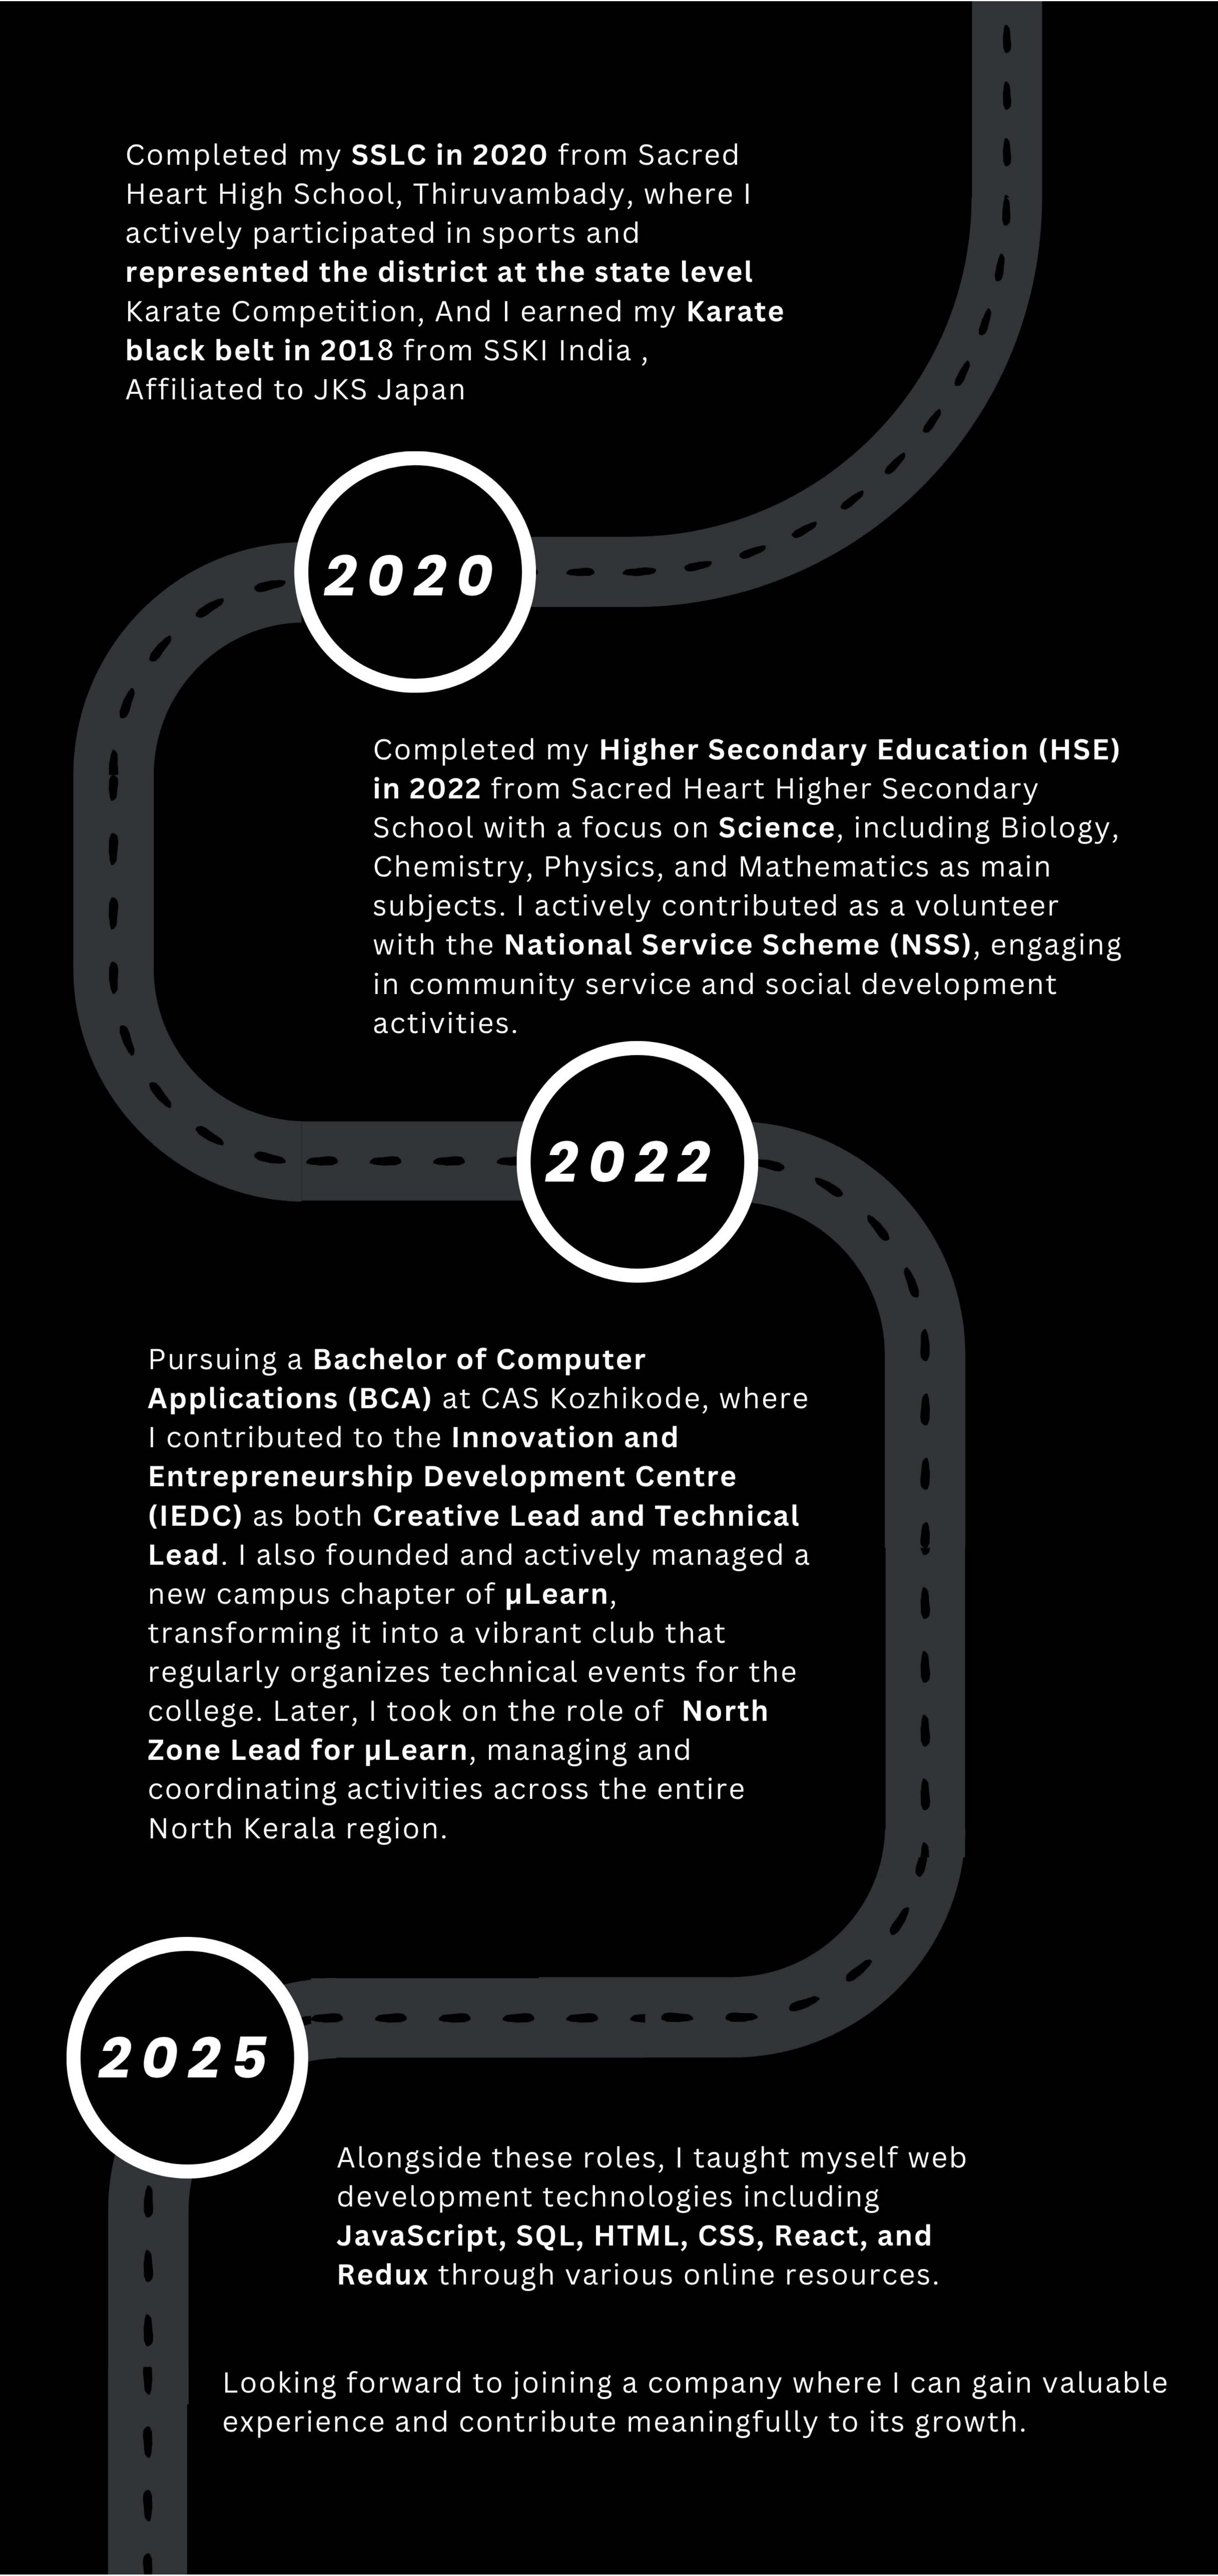 Completed my SSLC in 2020 from Sacred
Heart High School, Thiruvambady, where I
actively participated in sports and
represented the district at the state level
Karate Competition, And I earned my Karate
black belt in 2018 from SSKI India ,
Affiliated to JKS Japan
2020
Completed my Higher Secondary Education (HSE)
in 2022 from Sacred Heart Higher Secondary
School with a focus on Science, including Biology,
Chemistry, Physics, and Mathematics as main
subjects. I actively contributed as a volunteer
with the National Service Scheme (NSS), engaging
in community service and social development
activities.
2022
Pursuing a Bachelor of Computer
Applications (BCA) at CAS Kozhikode, where
I contributed to the Innovation and
Entrepreneurship Development Centre
(IEDC) as both Creative Lead and Technical
Lead. I also founded and actively managed a
new campus chapter of µLearn,
transforming it into a vibrant club that
regularly organizes technical events for the
college. Later, I took on the role of  North
Zone Lead for µLearn, managing and
coordinating activities across the entire
North Kerala region.
2025
Alongside these roles, I taught myself web
development technologies including
JavaScript, SQL, HTML, CSS, React, and
Redux through various online resources.
Looking forward to joining a company where I can gain valuable
experience and contribute meaningfully to its growth.